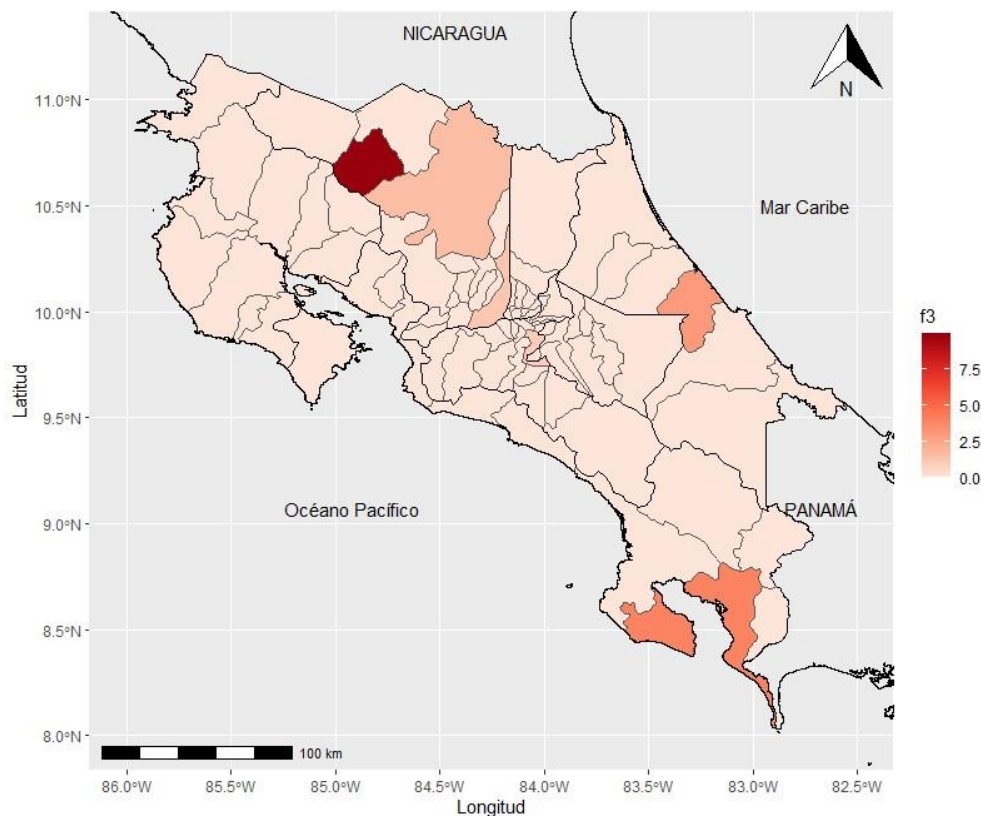 NICARAGUA
N
11.0°N
10.5°N
Mar Caribe
10.0°N
f3
7.5
5.0
2.5
0.0
Latitud
9.5°N
9.0°N
Océano Pacífico
PANAMÁ
8.5°N
8.0°N
100 km
86.0°W 85.5°W 85.0°W 84.5°W 84.0°W 83.5°W 83.0°W 82.5°W
Longitud